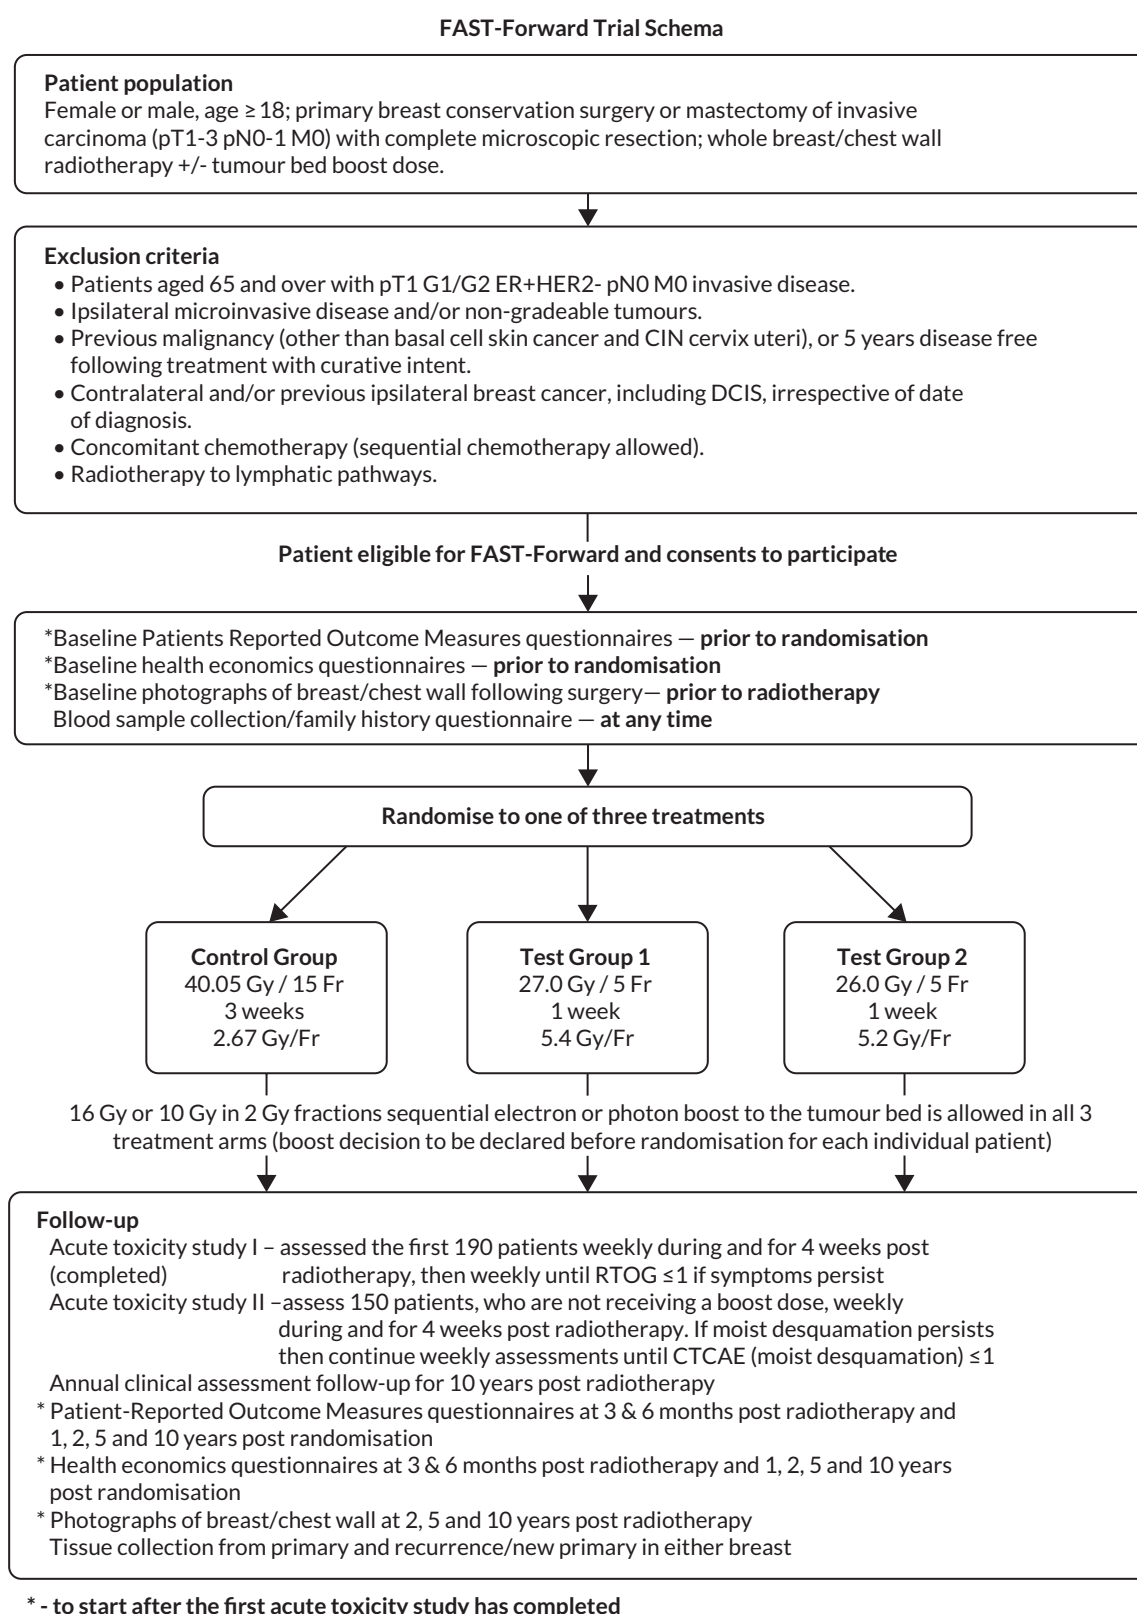 FAST-Forward Trial Schema
Patient population
Female or male, age ≥ 18; primary breast conservation surgery or mastectomy of invasive
carcinoma (pT1-3 pN0-1 M0) with complete microscopic resection; whole breast/chest wall
radiotherapy +/- tumour bed boost dose.
Exclusion criteria
• Patients aged 65 and over with pT1 G1/G2 ER+HER2- pN0 M0 invasive disease.
• Ipsilateral microinvasive disease and/or non-gradeable tumours.
• Previous malignancy (other than basal cell skin cancer and CIN cervix uteri), or 5 years disease free
following treatment with curative intent.
• Contralateral and/or previous ipsilateral breast cancer, including DCIS, irrespective of date
of diagnosis.
• Concomitant chemotherapy (sequential chemotherapy allowed).
• Radiotherapy to lymphatic pathways.
Patient eligible for FAST-Forward and consents to participate
*Baseline Patients Reported Outcome Measures questionnaires — prior to randomisation
*Baseline health economics questionnaires — prior to randomisation
*Baseline photographs of breast/chest wall following surgery— prior to radiotherapy
Blood sample collection/family history questionnaire — at any time
Randomise to one of three treatments
Control Group
40.05 Gy / 15 Fr
3 weeks
2.67 Gy/Fr
Test Group 1
27.0 Gy / 5 Fr
1 week
5.4 Gy/Fr
Test Group 2
26.0 Gy / 5 Fr
1 week
5.2 Gy/Fr
16 Gy or 10 Gy in 2 Gy fractions sequential electron or photon boost to the tumour bed is allowed in all 3
treatment arms (boost decision to be declared before randomisation for each individual patient)
Follow-up
Acute toxicity study I – assessed the first 190 patients weekly during and for 4 weeks post
(completed) radiotherapy, then weekly until RTOG ≤1 if symptoms persist
Acute toxicity study II –assess 150 patients, who are not receiving a boost dose, weekly
during and for 4 weeks post radiotherapy. If moist desquamation persists
then continue weekly assessments until CTCAE (moist desquamation) ≤1
Annual clinical assessment follow-up for 10 years post radiotherapy
* Patient-Reported Outcome Measures questionnaires at 3 & 6 months post radiotherapy and
1, 2, 5 and 10 years post randomisation
* Health economics questionnaires at 3 & 6 months post radiotherapy and 1, 2, 5 and 10 years
post randomisation
* Photographs of breast/chest wall at 2, 5 and 10 years post radiotherapy
Tissue collection from primary and recurrence/new primary in either breast
* - to start after the first acute toxicity study has completed